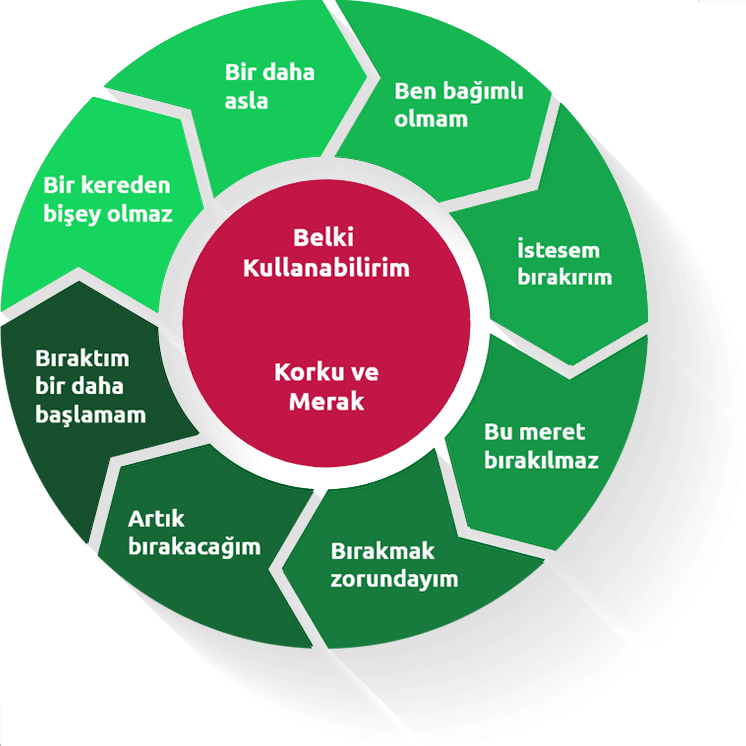 Belki
Kullanabilirim
Korku ve
Merak
Bir kereden
bişey olmaz
Bir daha
asla
Ben bağımlı
olmam
İstesem
bırakırım
Bu meret
bırakılmaz
Bırakmak
zorundayım
Artık
bırakacağım
Bıraktım
bir daha
başlamam